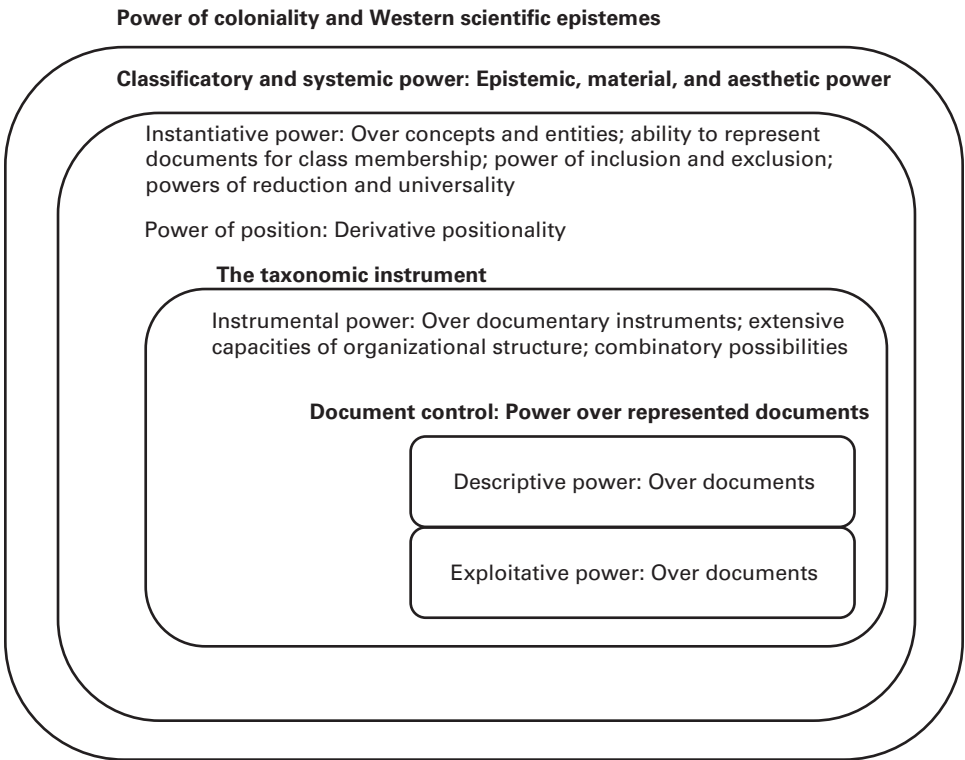 Power of coloniality and Western scientific epistemes
Classificatory and systemic power: Epistemic, material, and aesthetic power
Instantiative power: Over concepts and entities; ability to represent
documents for class membership; power of inclusion and exclusion;
powers of reduction and universality
Power of position: Derivative positionality
The taxonomic instrument
Instrumental power: Over documentary instruments; extensive
capacities of organizational structure; combinatory possibilities
Document control: Power over represented documents
Descriptive power: Over documents
Exploitative power: Over documents